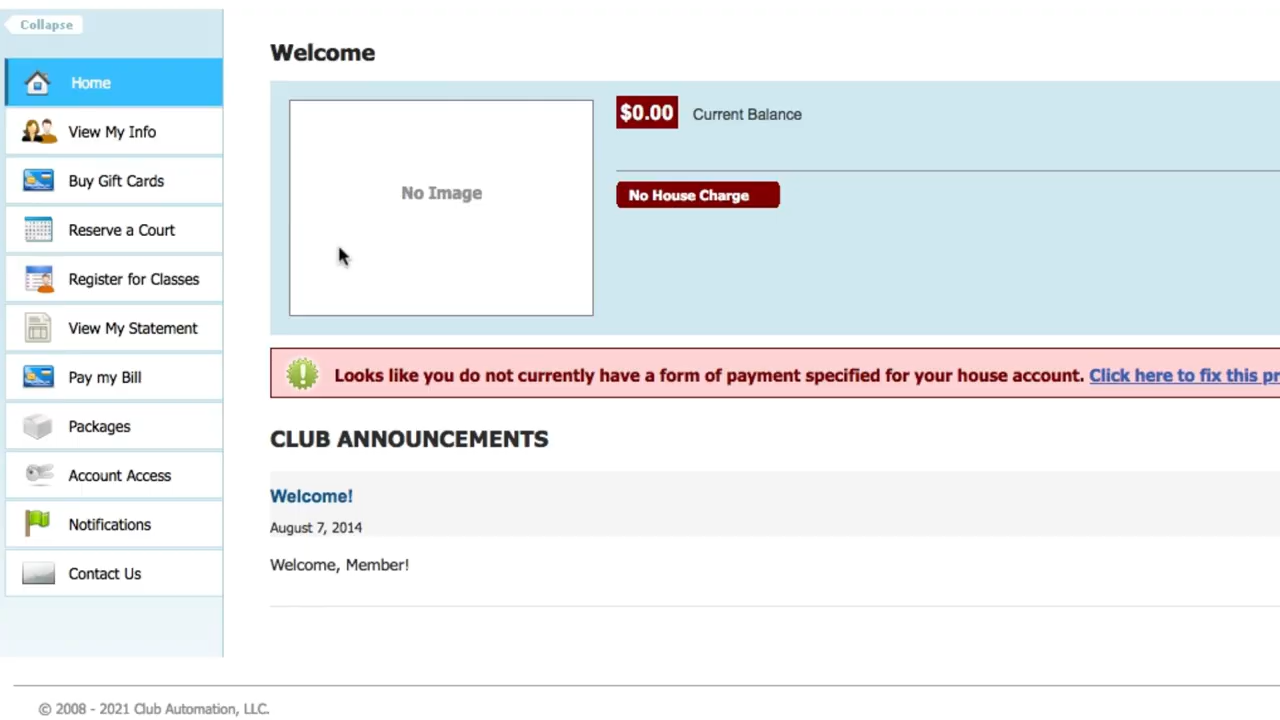 Collapse
Home
View My Info
Buy Gift Cards
Reserve a Court
Register for Classes
View My Statement
Pay my Bill
Packages
Account Access
Notifications
Contact Us
Welcome
No Image
$0.00 Current Balance
No House Charge
Looks like you do not currently have a form of payment specified for your house account. Click here to fix this pr
CLUB ANNOUNCEMENTS
Welcome!
August 7, 2014
Welcome, Member!
© 2008 - 2021 Club Automation, LLC.